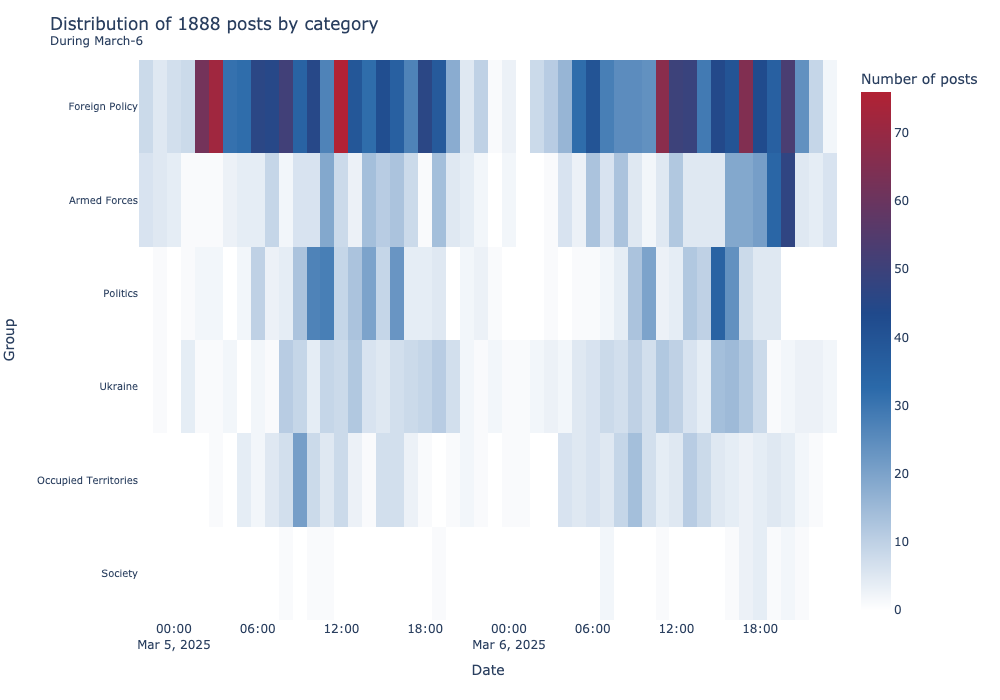 Distribution of 1888 posts by category
During March-6
Number of posts
Foreign Policy
Armed Forces
Politics
Ukraine
Occupied Territories
Society
Group
70
60
50
40
30
20
10
0
00:00
06:00
12:00
18:00
00:00
06:00
12:00
18:00
Mar 5, 2025
Mar 6, 2025
Date